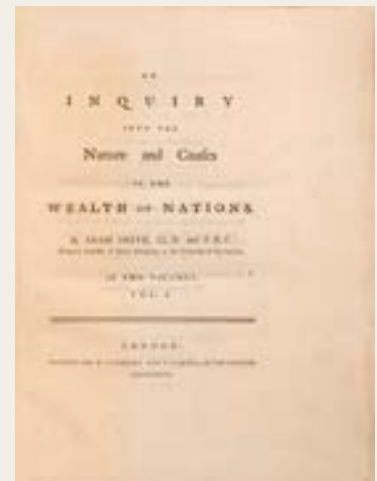 AN
INQUIRY
INTO THE
Nature and Causes
OF THE
WEALTH OF NATIONS.
By ADAM SMITH, LL.D. and F.R.S.
IN TWO VOLUMES.
VOL. I.
LONDON: